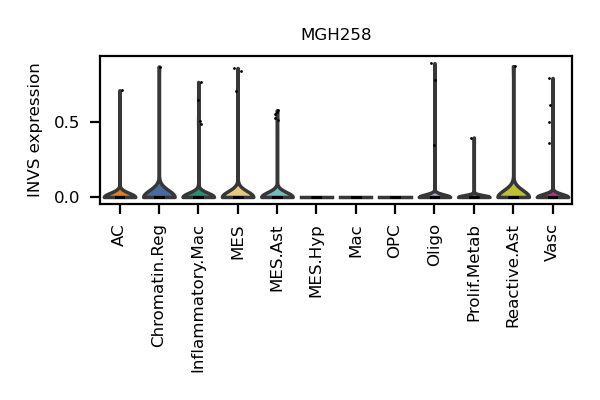 MGH258
INVS expression
0.5
0.0
AC
Chromatin.Reg
Inflammatory.Mac
MES
MES.Ast
MES.Hyp
Mac
OPC
Oligo
Prolif.Metab
Reactive.Ast
Vasc